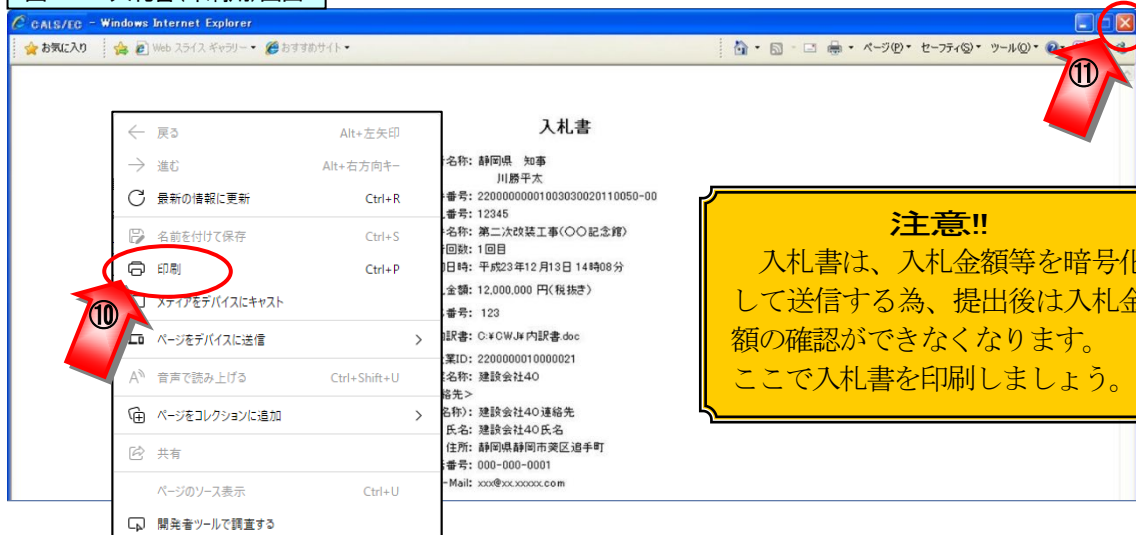 CALS/EC - Windows Internet Explorer
お気に入り Web スライス ギャラリー おすすめサイト ページ(P) セーフティ(S) ツール(O)
⑪
入札書
名称: 静岡県 知事
川勝平太
番号: 22000000001003030020110050-00
番号: 12345
名称: 第二次改装工事(○○記念館)
回数: 1回目
日時: 平成23年12月13日 14時08分
金額: 12,000,000 円(税抜き)
番号: 123
訳書: C:¥CWJ¥内訳書.doc
業ID: 2200000010000021
名称: 建設会社40
絡先>
名称): 建設会社40連絡先
氏名: 建設会社40氏名
住所: 静岡県静岡市葵区追手町
番号: 000-000-0001
-Mail: xxx@xx.xxxxx.com
戻る Alt+左矢印
進む Alt+右方向キー
最新の情報に更新 Ctrl+R
名前を付けて保存 Ctrl+S
印刷 Ctrl+P
⑩
メディアをデバイスにキャスト
ページをデバイスに送信
音声で読み上げる Ctrl+Shift+U
ページをコレクションに追加
共有
ページのソース表示 Ctrl+U
開発者ツールで調査する
注意!!
入札書は、入札金額等を暗号化
して送信する為、提出後は入札金
額の確認ができなくなります。
ここで入札書を印刷しましょう。